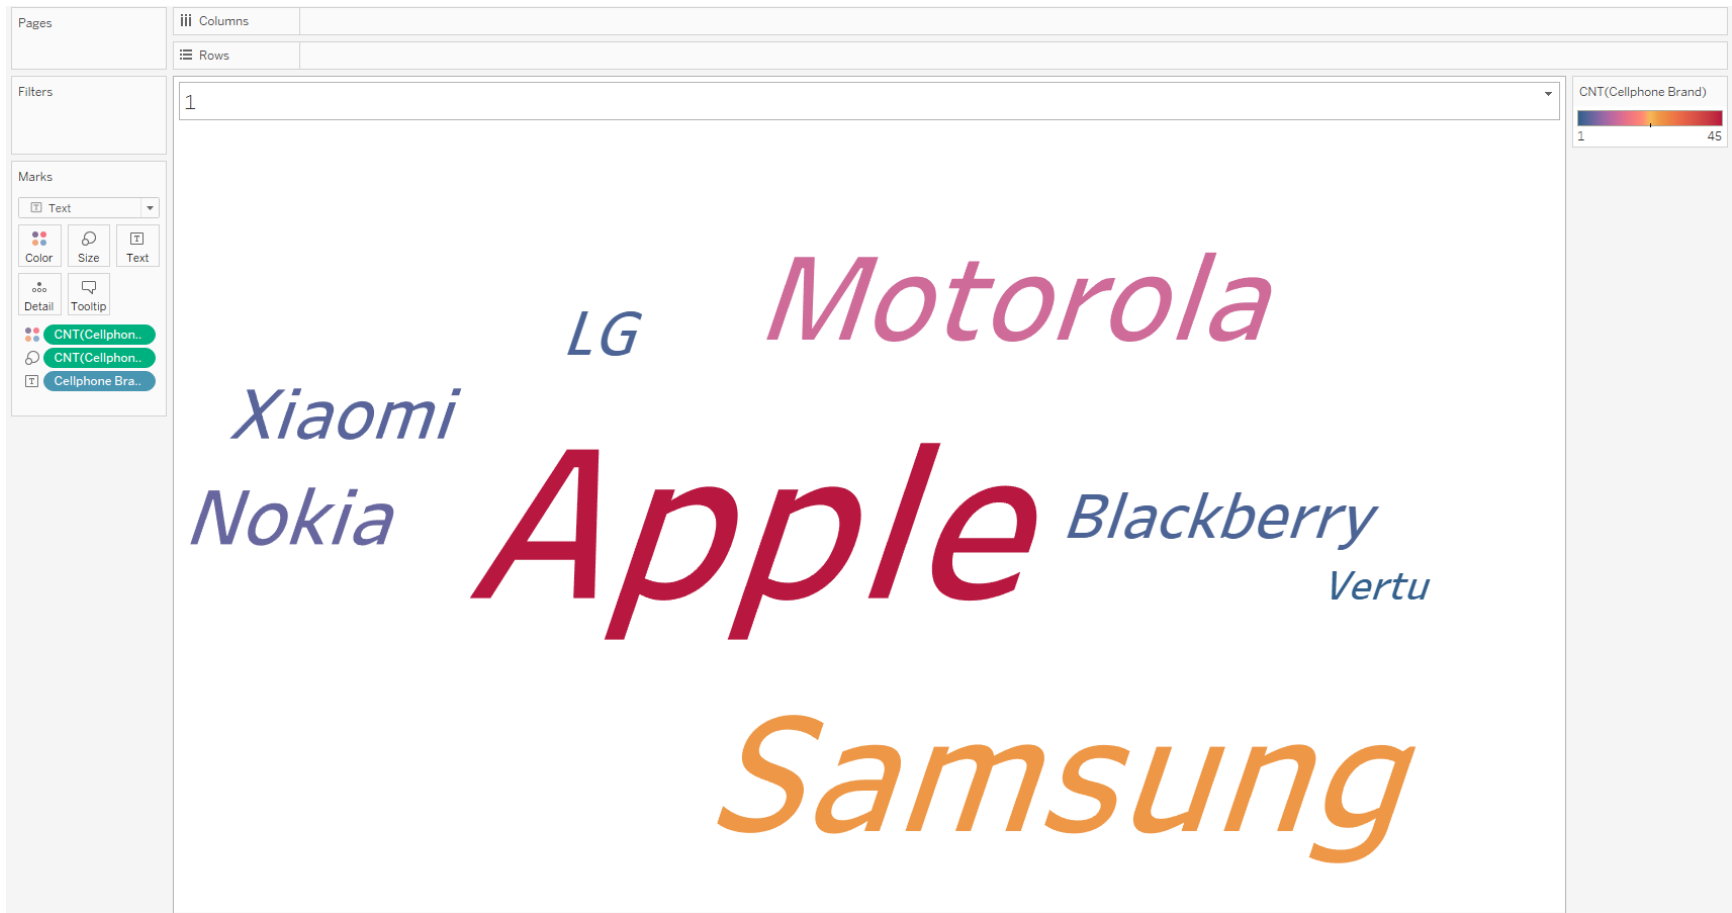 Pages
Columns
Rows
Filters
Marks
Text
Color
Size
Text
Detail
Tooltip
CNT(Cellphon..
CNT(Cellphon..
Cellphone Bra..
1
Motorola
LG
Xiaomi
Apple
Nokia
Blackberry
Vertu
Samsung
CNT(Cellphone Brand)
1 45